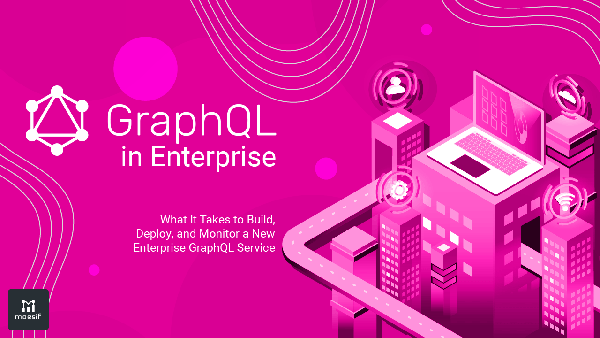 GraphQL
in Enterprise
What It Takes to Build,
Deploy, and Monitor a New
Enterprise GraphQL Service
moesif